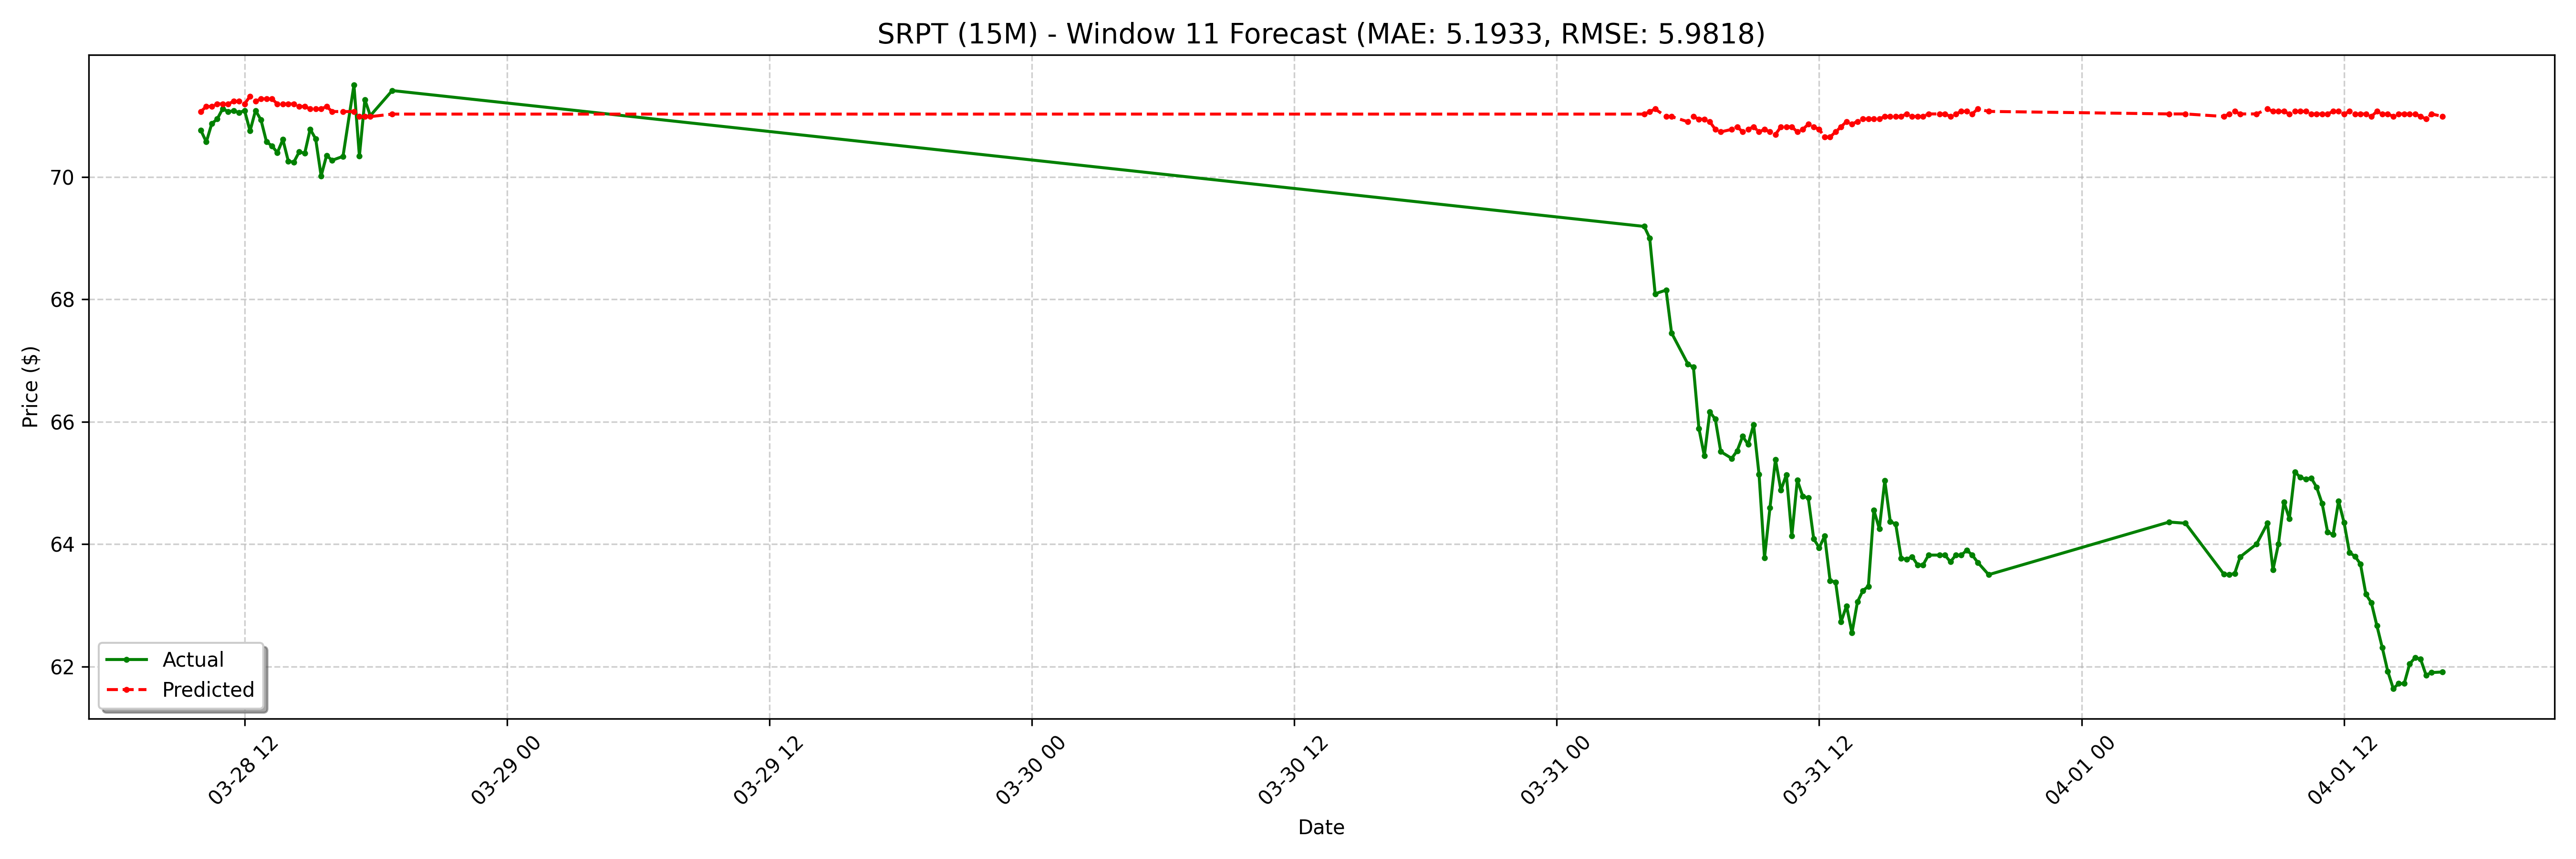 SRPT (15M) - Window 11 Forecast (MAE: 5.1933, RMSE: 5.9818)
Price ($)
70
68
66
64
62
Actual
Predicted
03-28 12
03-29 00
03-29 12
03-30 00
03-30 12
03-31 00
03-31 12
04-01 00
04-01 12
Date